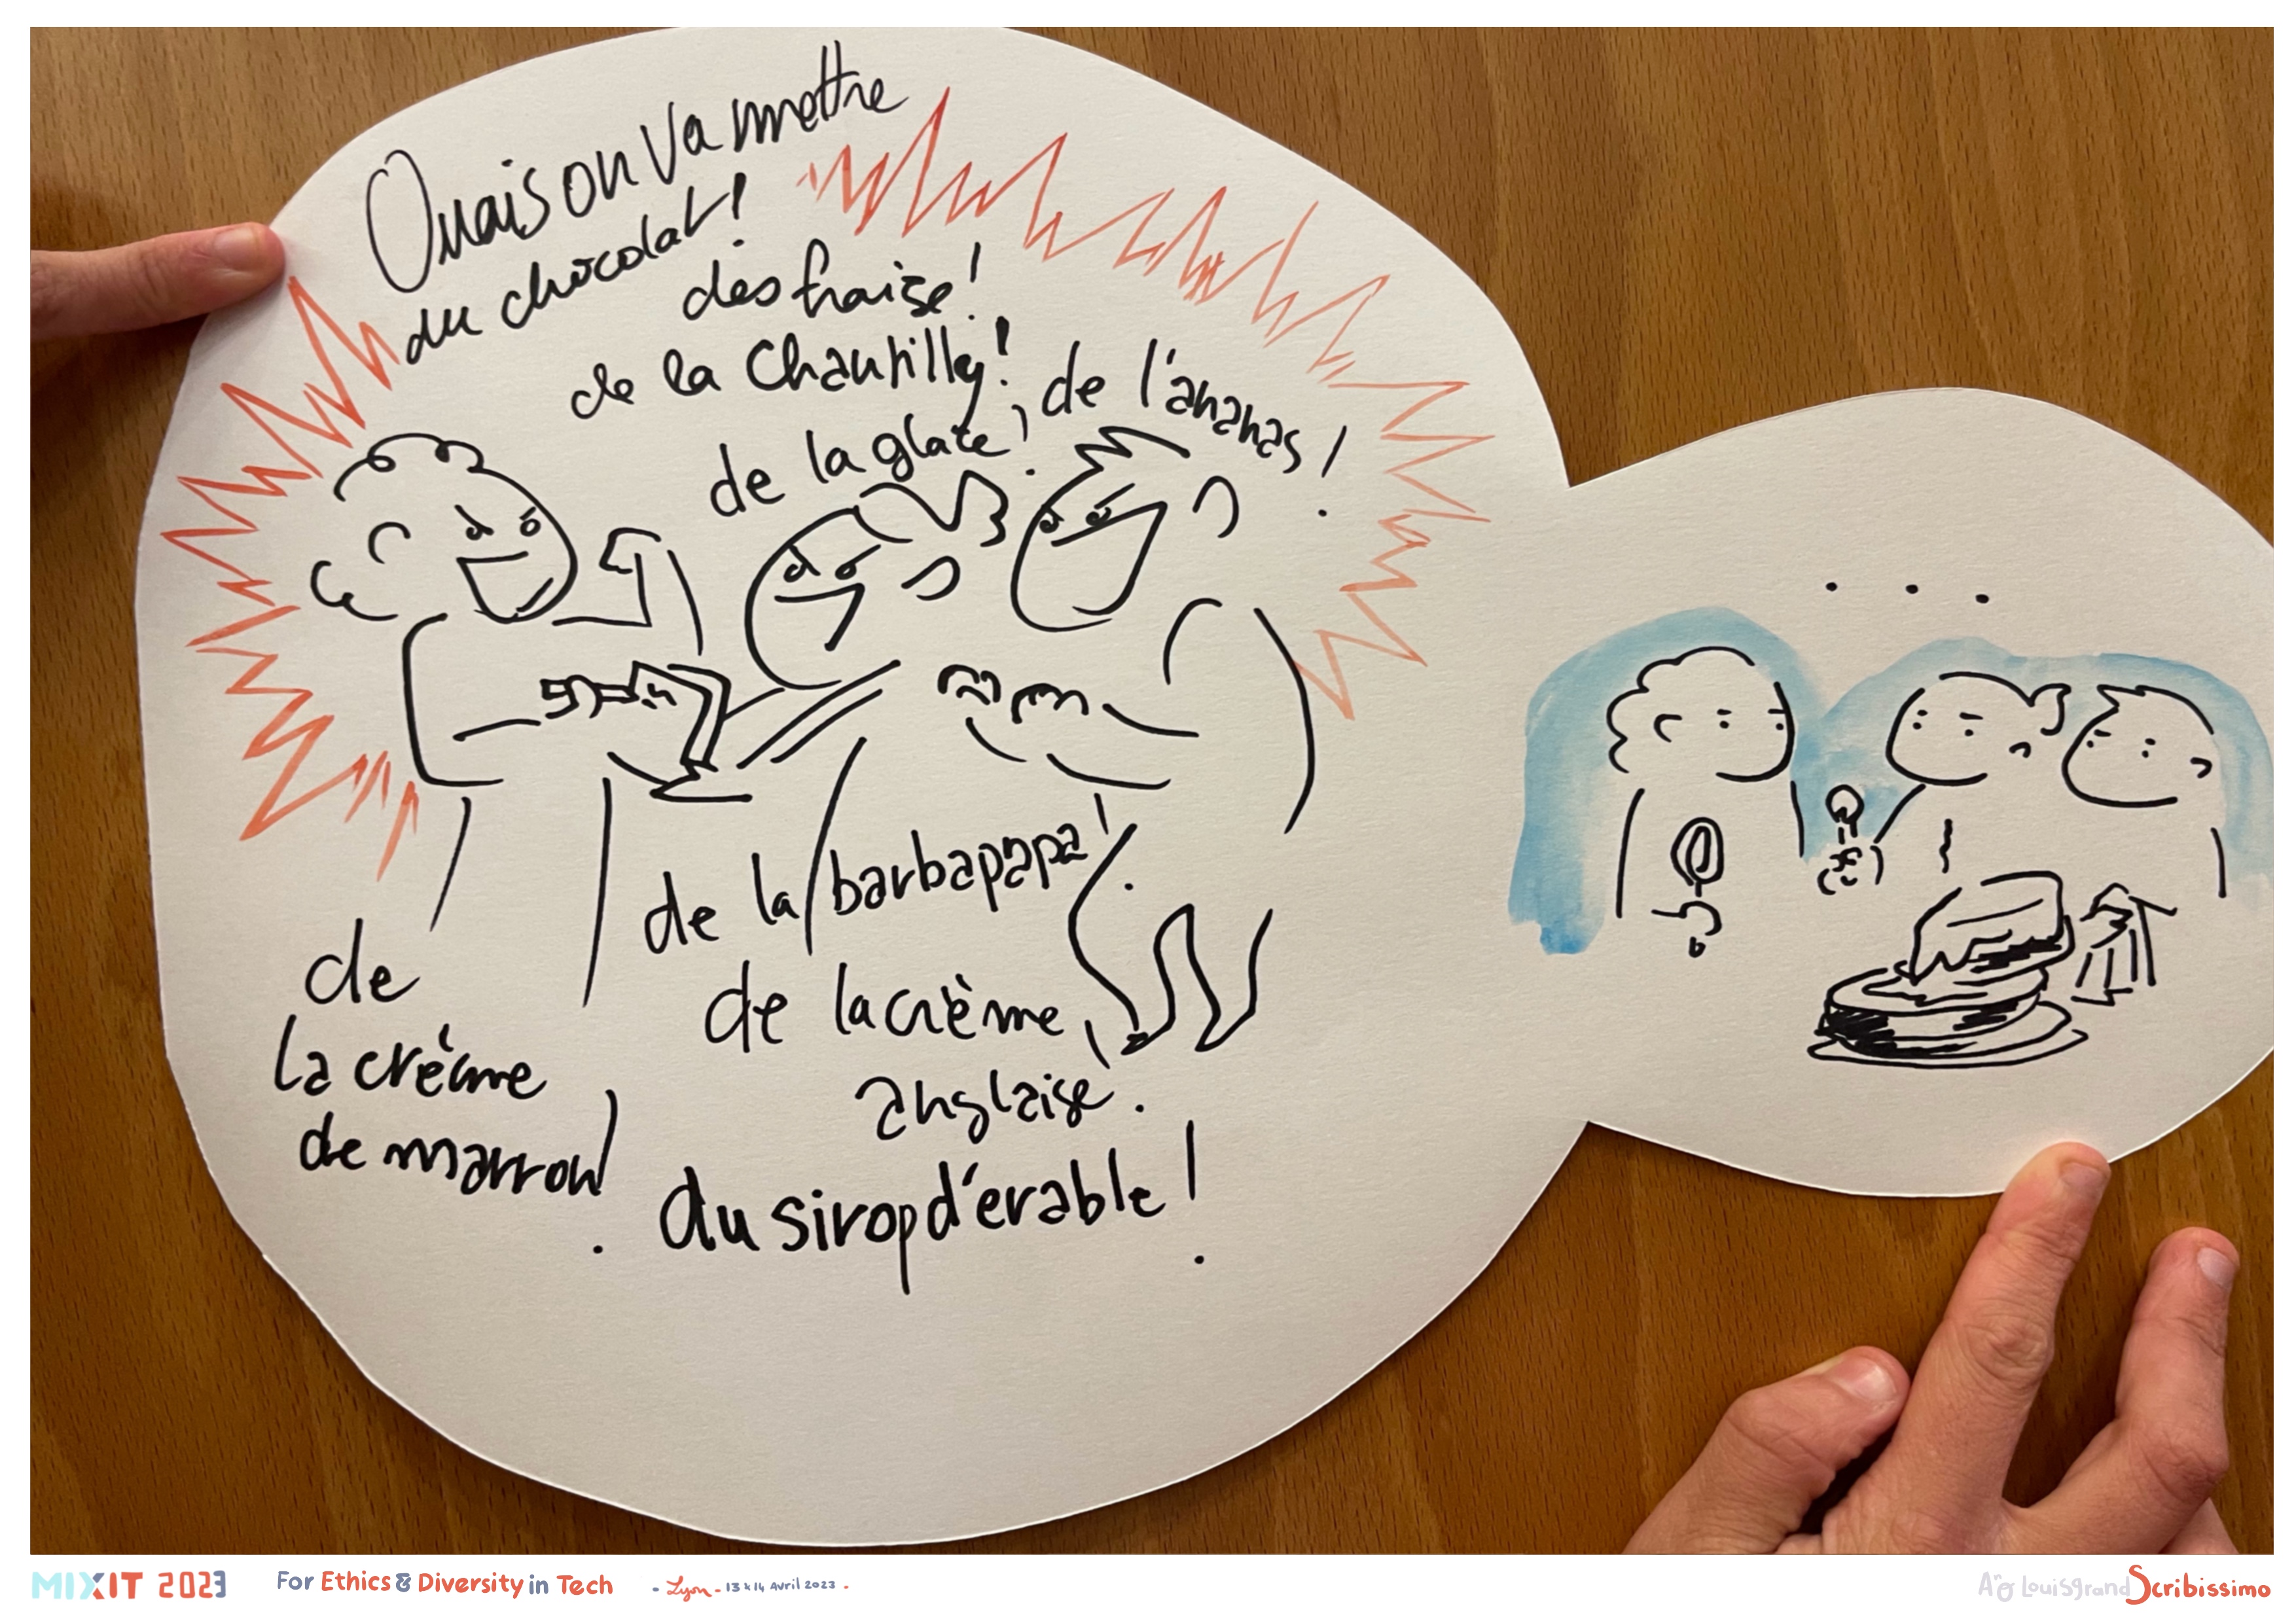 Ouais on va mettre
du chocolat!
des fraise!
de la Chantilly!
de la glace!
de l'ananas!
de la barbapapa!
de
la crème
de marron!
de la crème
anglaise!
du sirop d'erable!
. . .
MIXIT 2023
For Ethics & Diversity in Tech
- Lyon - 13 & 14 Avril 2023 -
Louisgrand Scribissimo